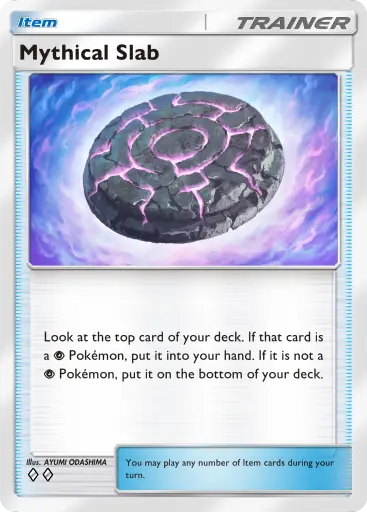 Item
TRAINER
Mythical Slab
Look at the top card of your deck. If that card is
a Pokémon, put it into your hand. If it is not a
Pokémon, put it on the bottom of your deck.
Illus. AYUMI ODASHIMA
You may play any number of Item cards during your
turn.